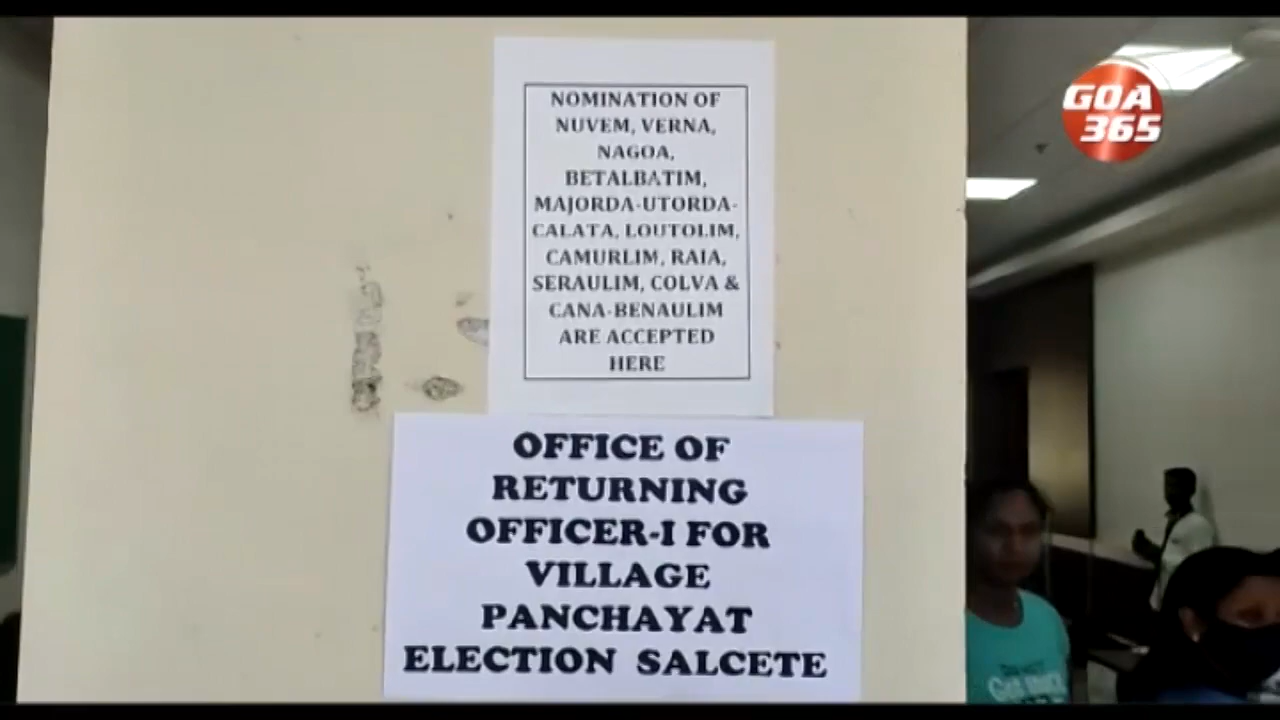 NOMINATION OF
NUVEM, VERNA,
NAGOA,
BETALBATIM,
MAJORDA-UTORDA-
CALATA, LOUTOLIM,
CAMURLIM, RAIA,
SERAULIM, COLVA &
CANA-BENAULIM
ARE ACCEPTED
HERE
OFFICE OF
RETURNING
OFFICER-I FOR
VILLAGE
PANCHAYAT
ELECTION SALCETE
GOA
365